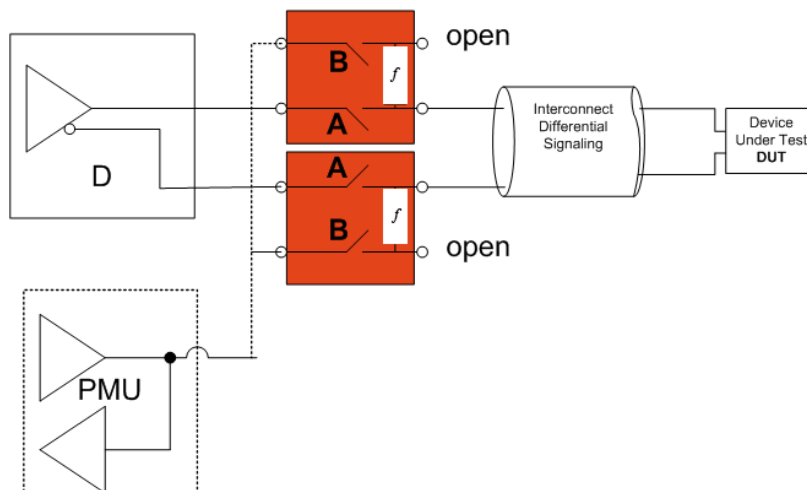 open
B
f
A
Interconnect
Differential
Signaling
Device
Under Test
DUT
D
A
f
B
open
PMU